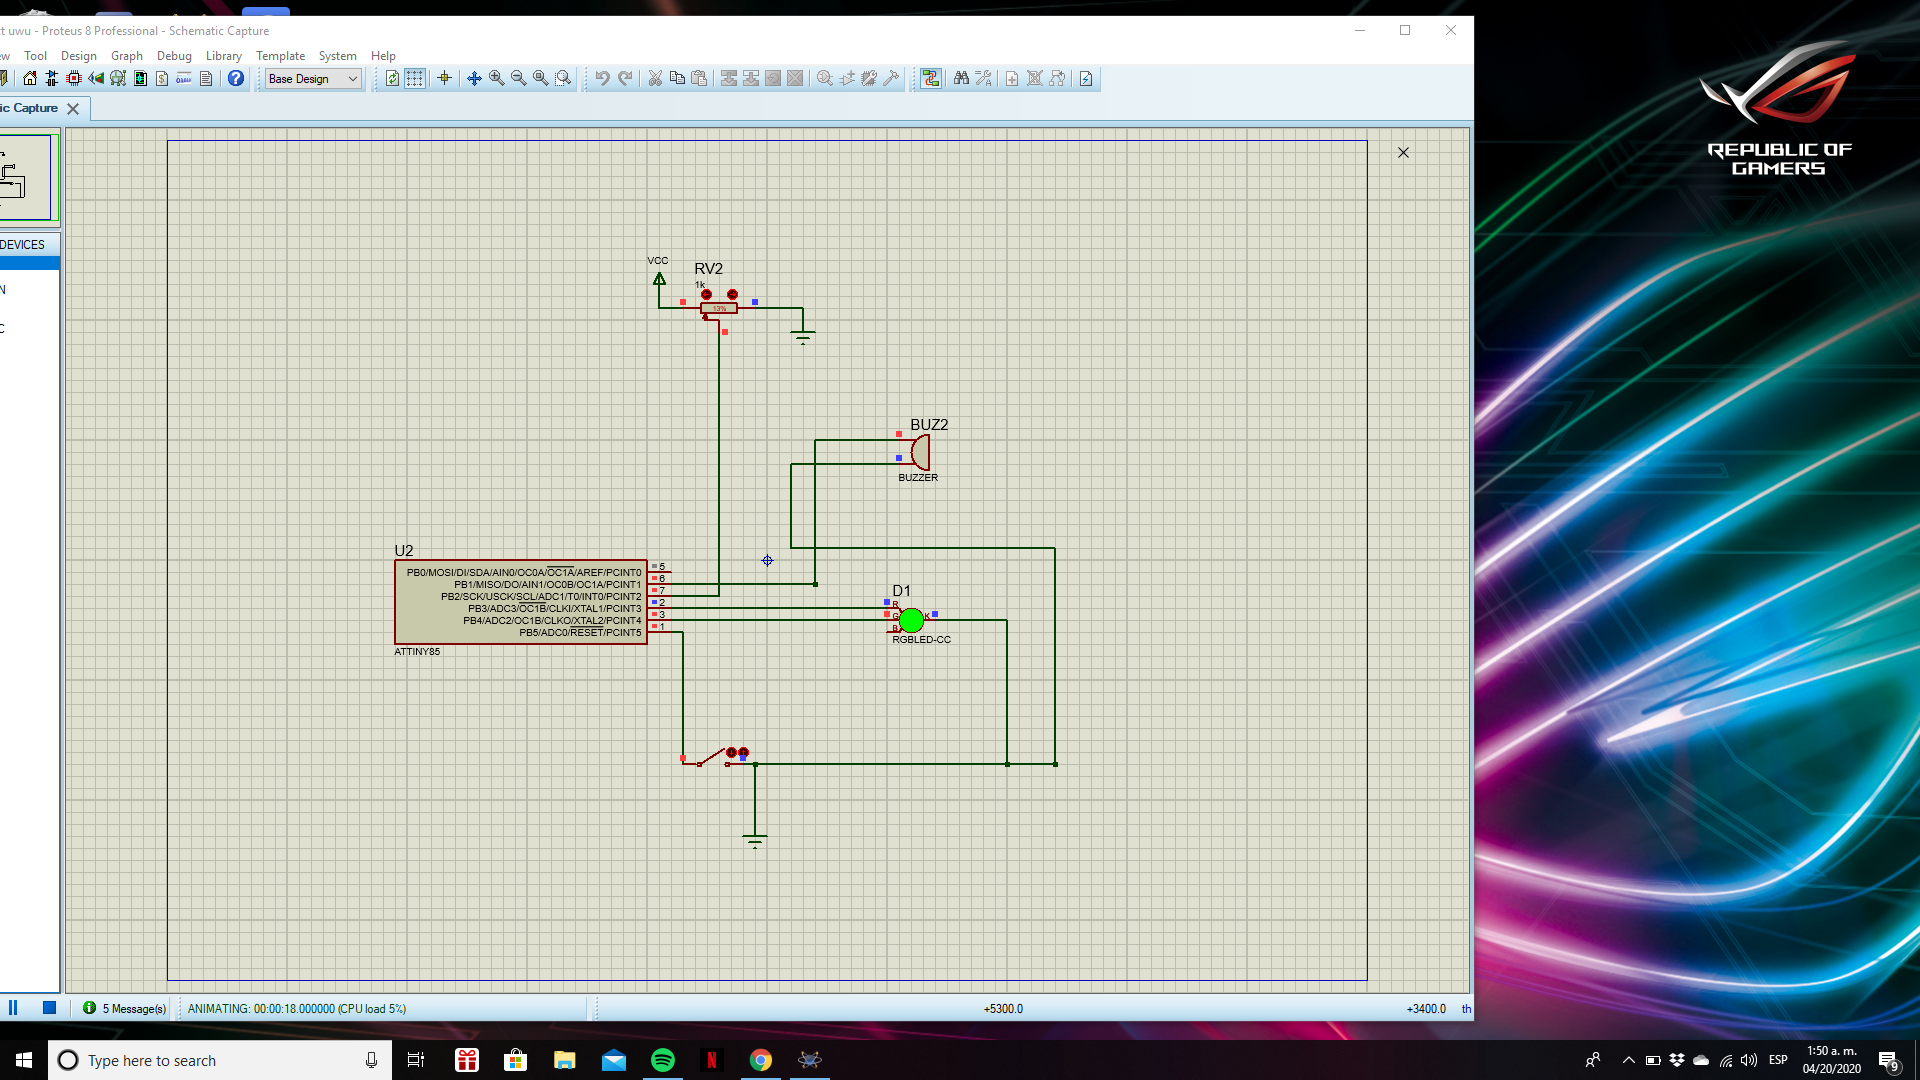 ct uwu - Proteus 8 Professional - Schematic Capture
ew Tool Design Graph Debug Library Template System Help
Base Design
ic Capture
DEVICES
N
C
VCC
RV2
1k
13%
BUZ2
BUZZER
U2
PB0/MOSI/DI/SDA/AIN0/OC0A/OC1A/AREF/PCINT0 5
PB1/MISO/DO/AIN1/OC0B/OC1A/PCINT1 6
PB2/SCK/USCK/SCL/ADC1/T0/INT0/PCINT2 7
PB3/ADC3/OC1B/CLKI/XTAL1/PCINT3 2
PB4/ADC2/OC1B/CLKO/XTAL2/PCINT4 3
PB5/ADC0/RESET/PCINT5 1
ATTINY85
D1
R
G K
B
RGBLED-CC
5 Message(s) ANIMATING: 00:00:18.000000 (CPU load 5%) +5300.0 +3400.0 th
REPUBLIC OF
GAMERS
Type here to search
N
ESP
1:50 a. m.
04/20/2020
9